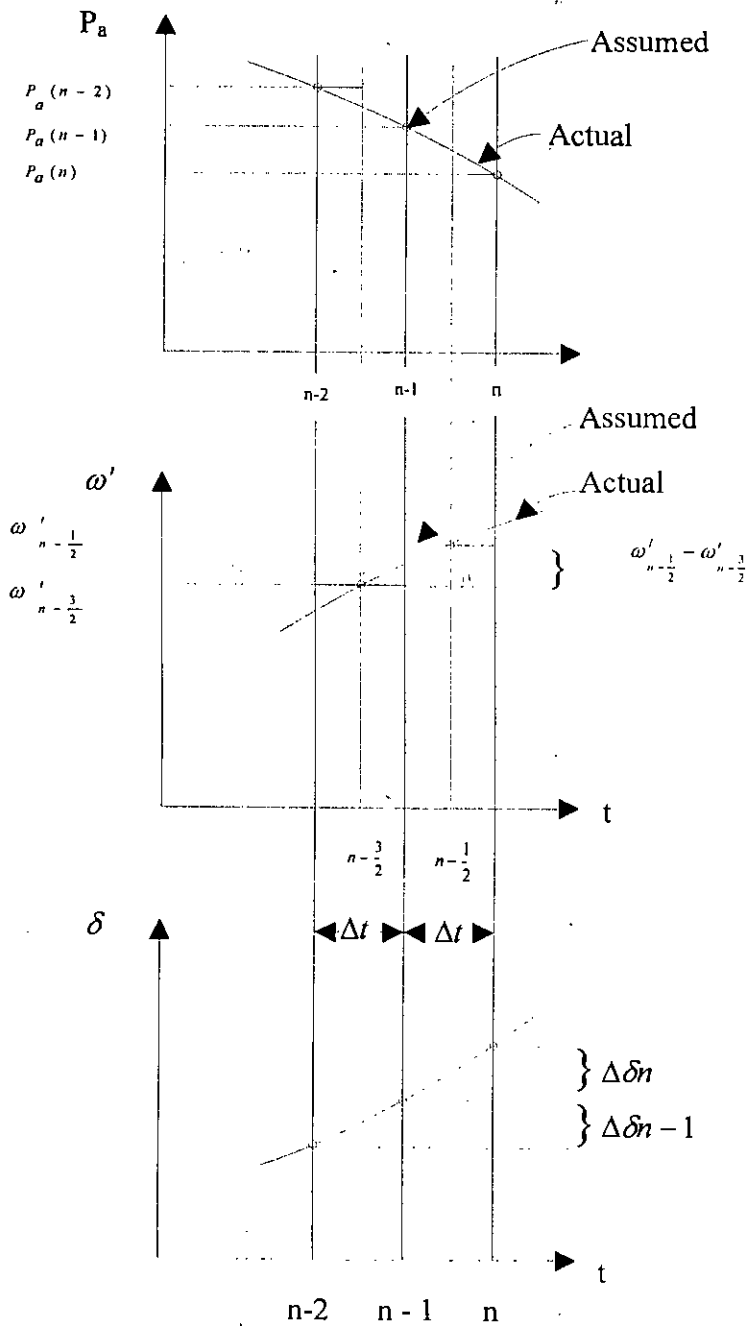 Pₐ
Assumed
Pₐ(n − 2)
Pₐ(n − 1)
Actual
Pₐ(n)
n-2 n-1 n
Assumed
ω′
Actual
ω′ₙ₋₁⁄₂
ω′ₙ₋₁⁄₂ − ω′ₙ₋₃⁄₂
ω′ₙ₋₃⁄₂
t
n − 3/2 n − 1/2
δ
Δt Δt
} Δδn
} Δδn − 1
t
n-2 n - 1 n